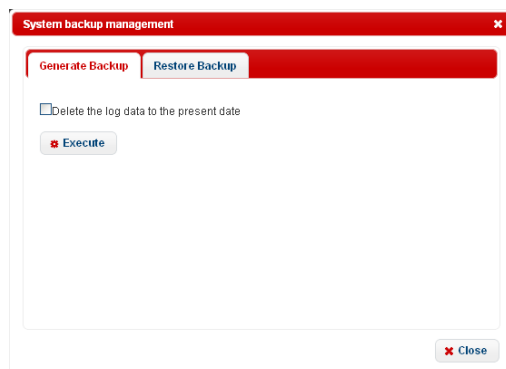 System backup management
Generate Backup Restore Backup
Delete the log data to the present date
Execute
Close